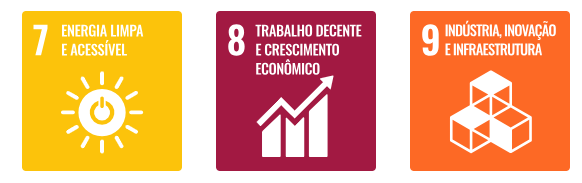 7 ENERGIA LIMPA
E ACESSÍVEL
8 TRABALHO DECENTE
E CRESCIMENTO
ECONÔMICO
9 INDÚSTRIA, INOVAÇÃO
E INFRAESTRUTURA